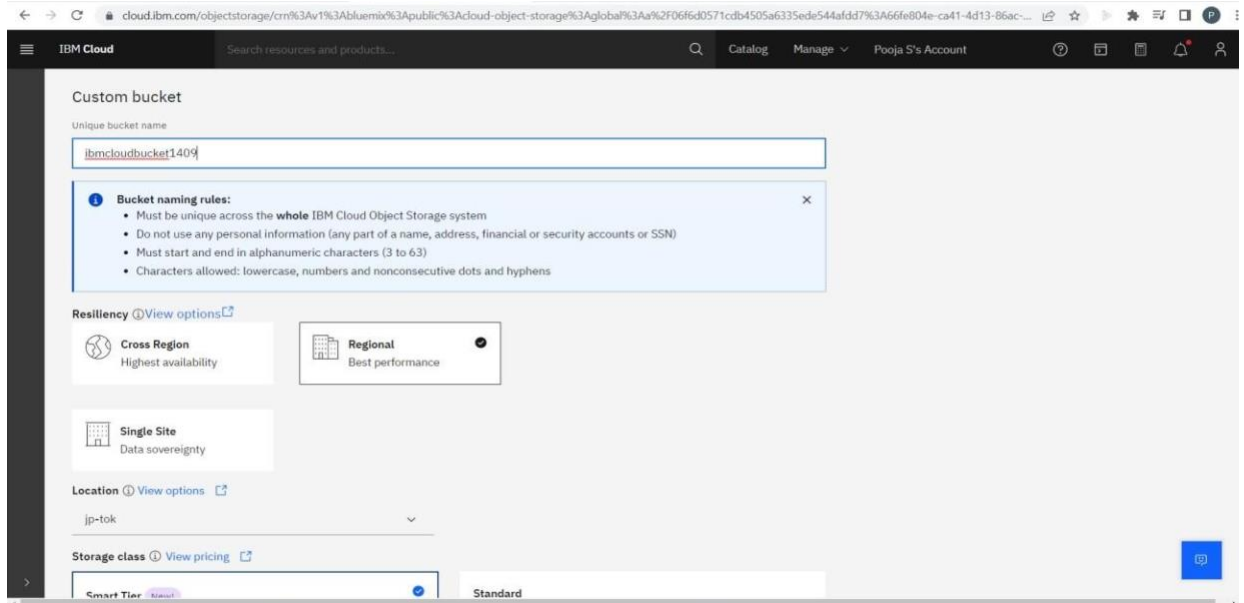 cloud.ibm.com/objectstorage/crn%3Av1%3Abluemix%3Apublic%3Acloud-object-storage%3Aglobal%3Aa%2F06f6d0571cdb4505a6335ede544afdd7%3A66fe804e-ca41-4d13-86ac-... P
IBM Cloud Search resources and products... Catalog Manage Pooja S's Account
Custom bucket
Unique bucket name
ibmcloudbucket1409
Bucket naming rules:
• Must be unique across the whole IBM Cloud Object Storage system
• Do not use any personal information (any part of a name, address, financial or security accounts or SSN)
• Must start and end in alphanumeric characters (3 to 63)
• Characters allowed: lowercase, numbers and nonconsecutive dots and hyphens
Resiliency View options
Cross Region
Highest availability
Regional
Best performance
Single Site
Data sovereignty
Location View options
jp-tok
Storage class View pricing
Smart Tier New!
Standard